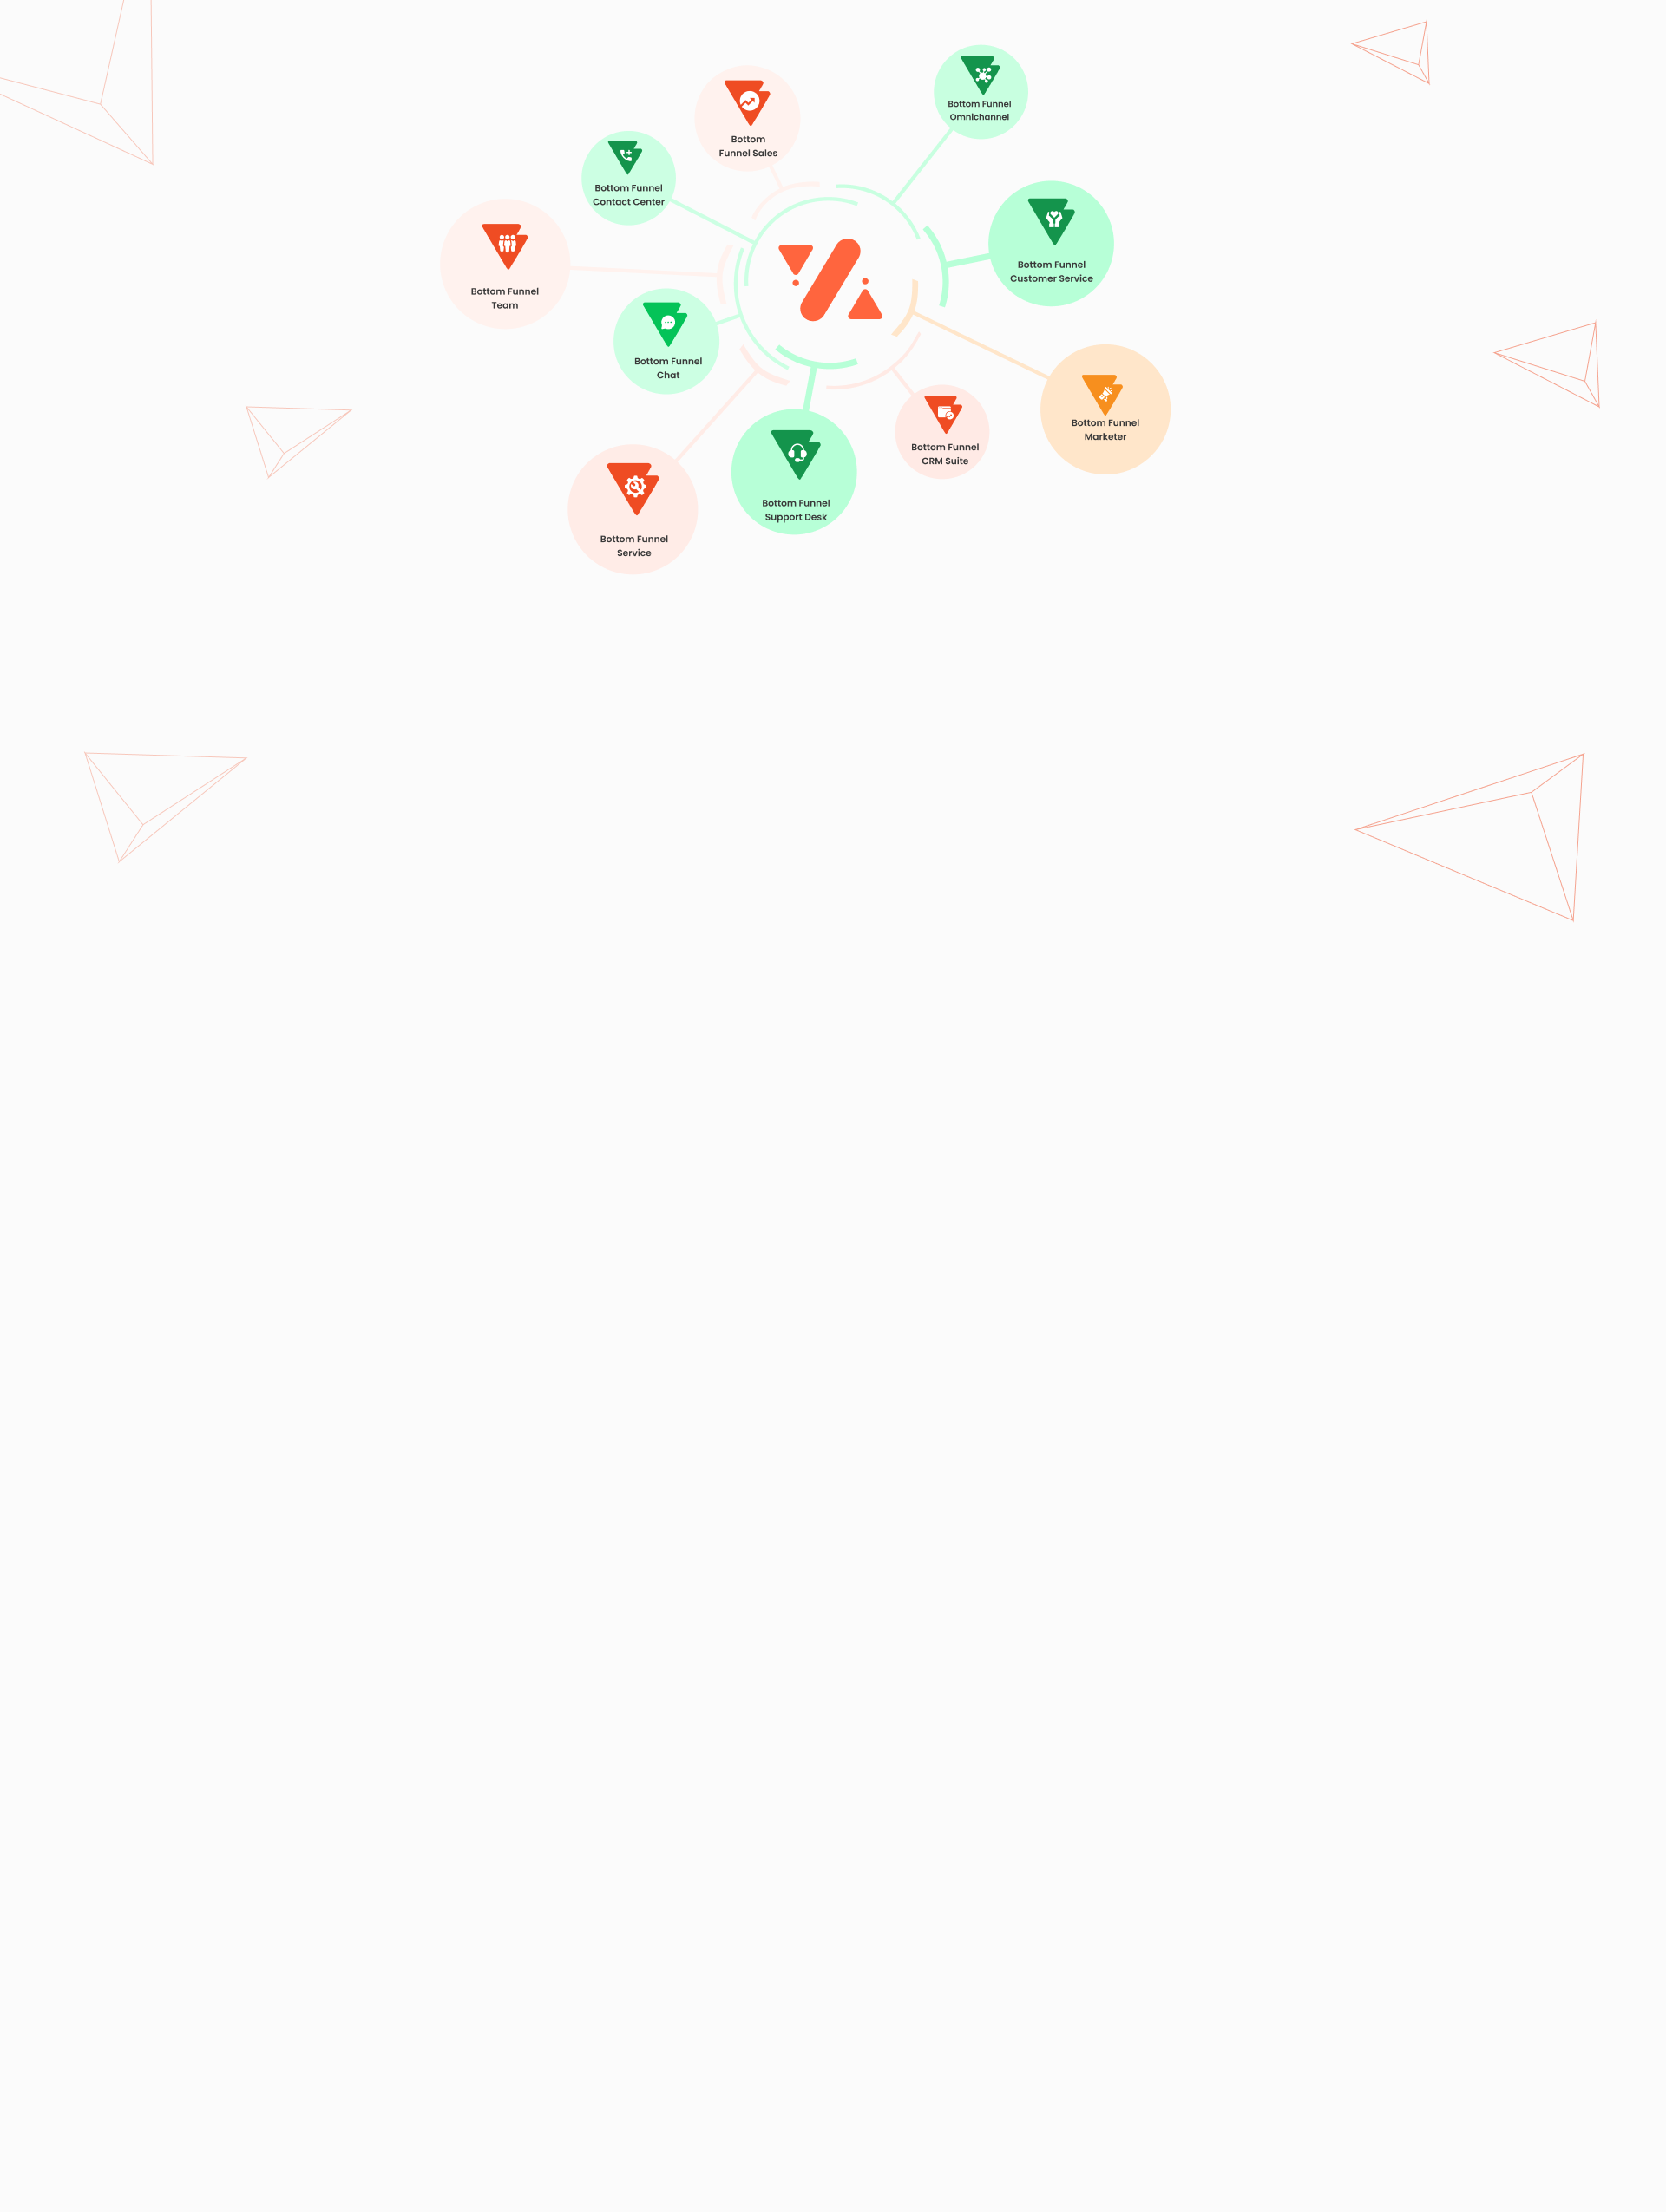 Bottom Funnel
Omnichannel
Bottom
Funnel Sales
Bottom Funnel
Contact Center
Bottom Funnel
Customer Service
Bottom Funnel
Team
Bottom Funnel
Chat
Bottom Funnel
Marketer
Bottom Funnel
CRM Suite
Bottom Funnel
Support Desk
Bottom Funnel
Service